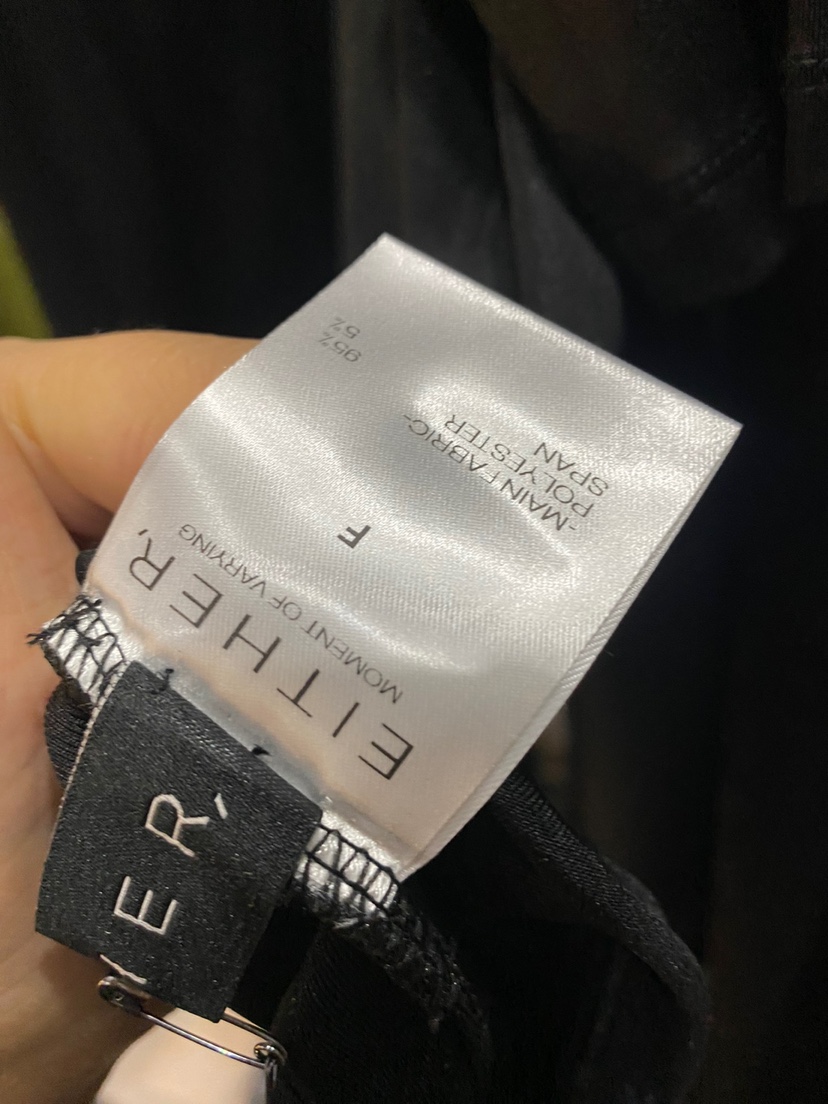 EITHER,
MOMENT OF VARYING
F
-MAIN FABRIC-
POLYESTER 95%
SPAN 5%
ER,